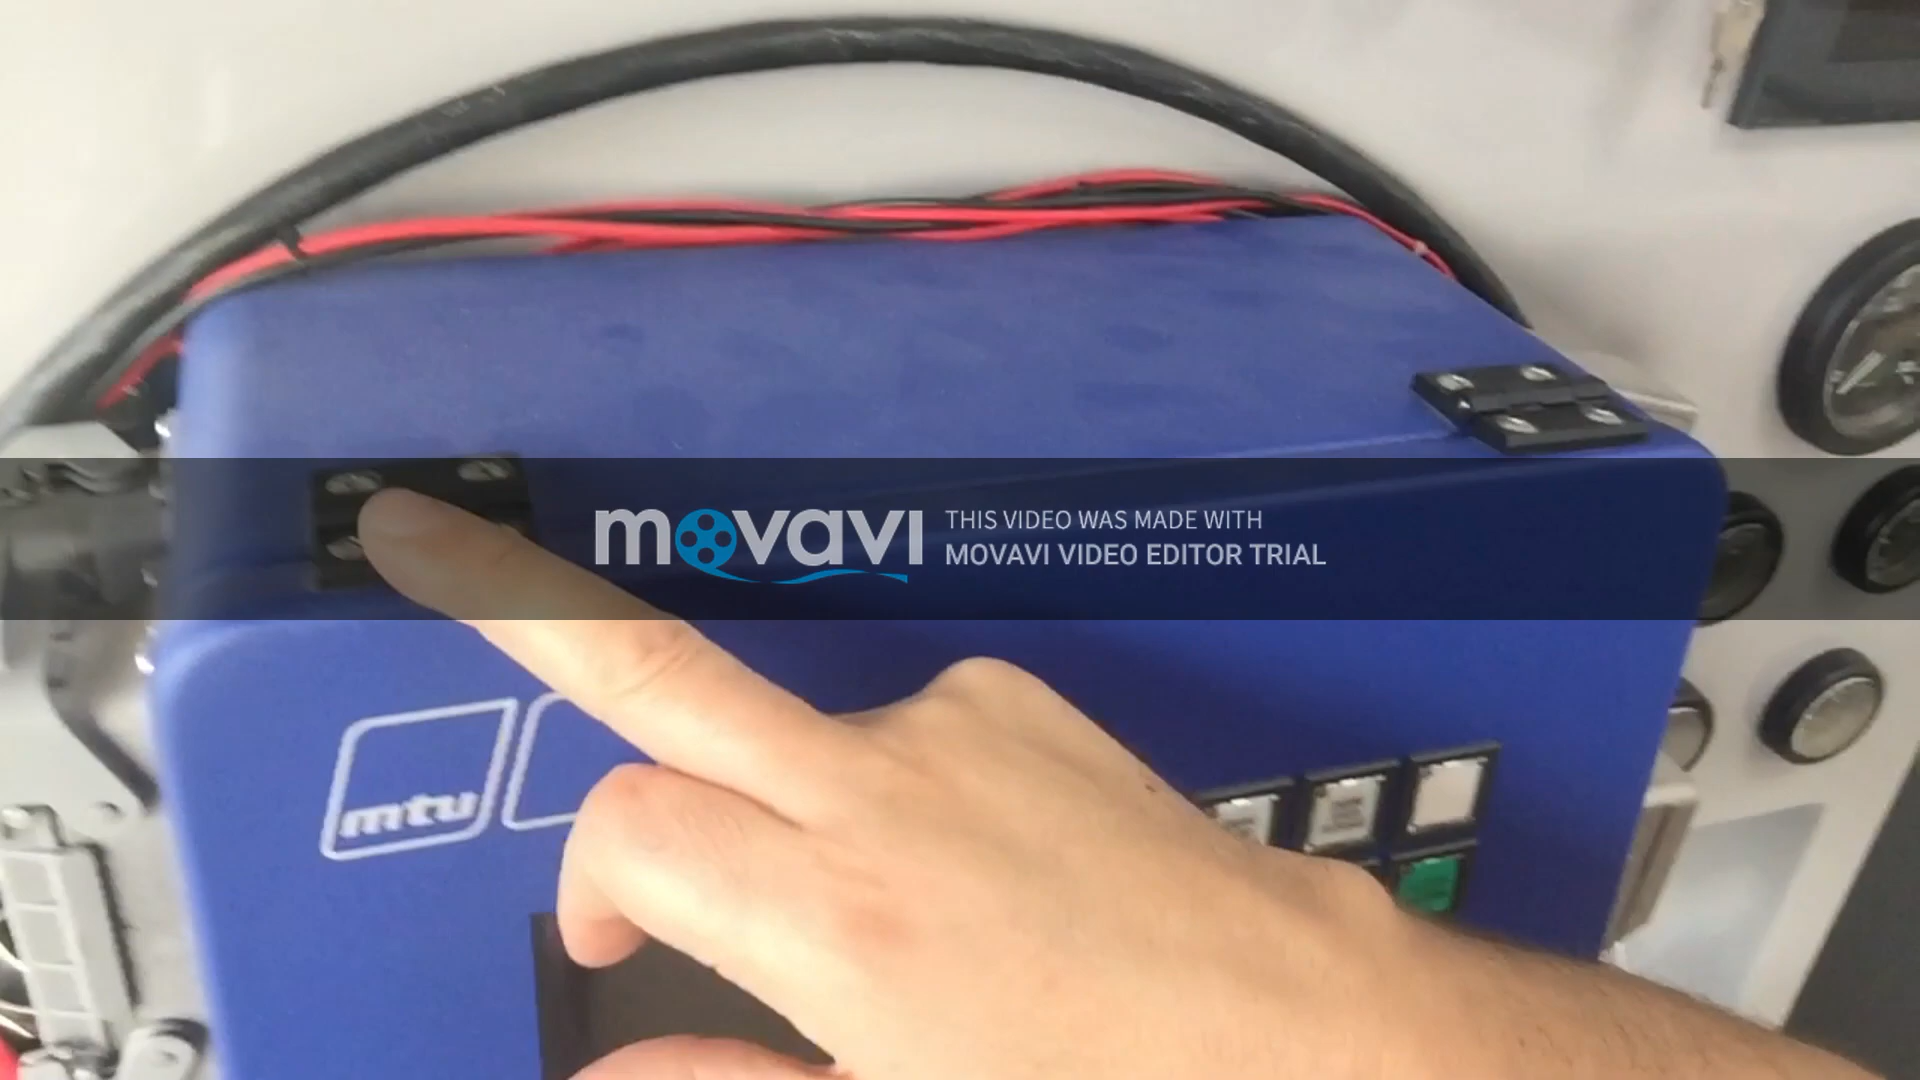 movavi
THIS VIDEO WAS MADE WITH
MOVAVI VIDEO EDITOR TRIAL
mtu